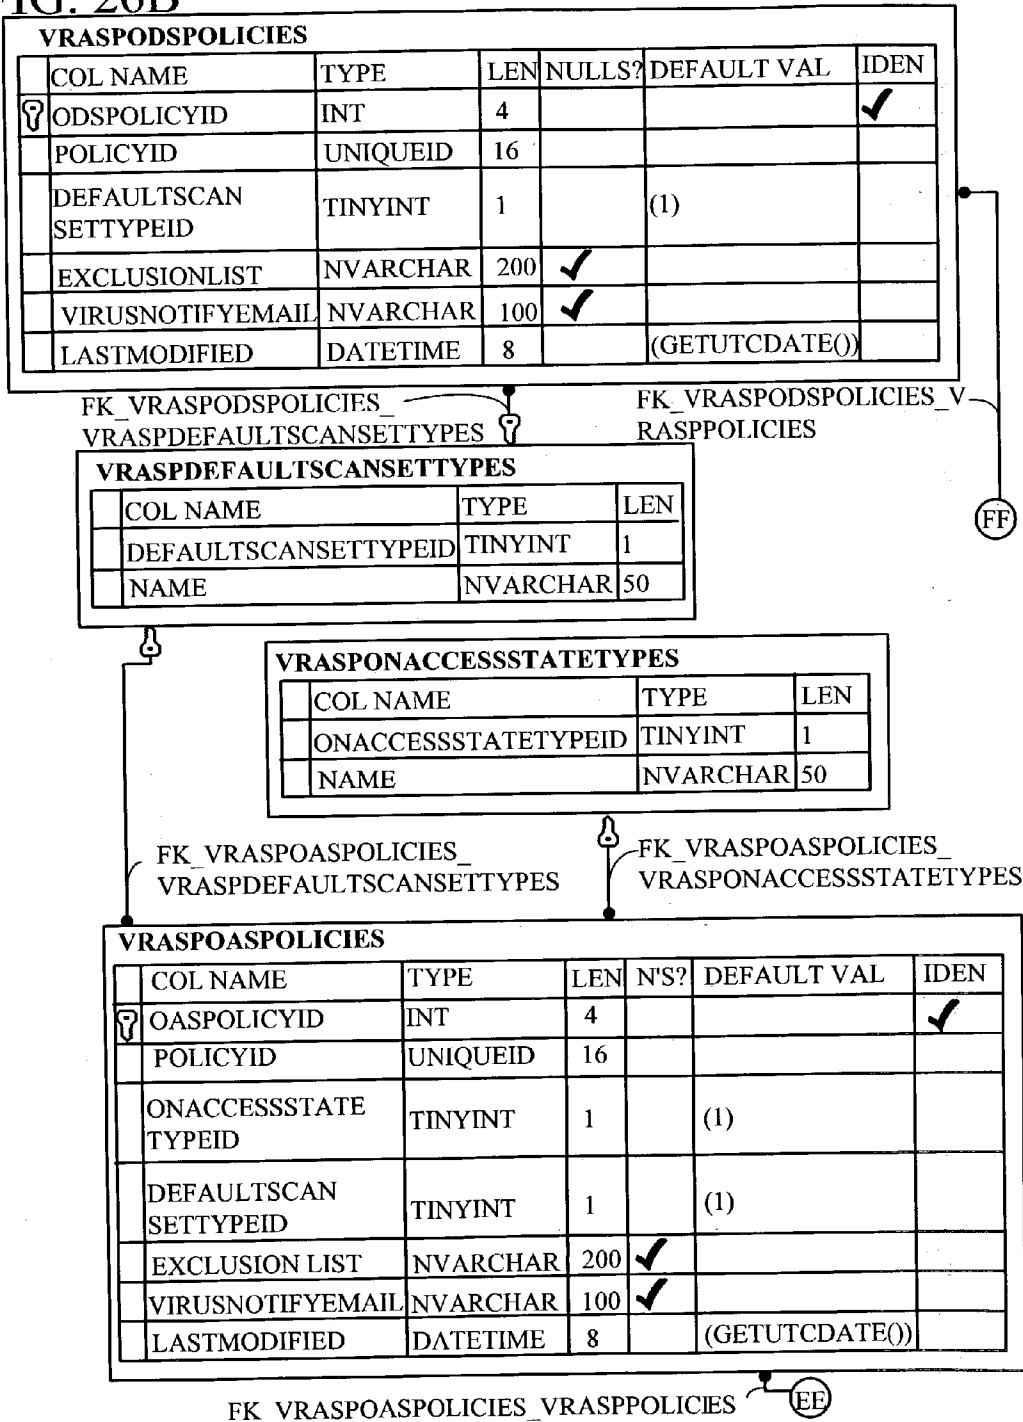 FIG. 26B
VRASPODSPOLICIES
COL NAME TYPE LEN NULLS? DEFAULT VAL IDEN
ODSPOLICYID INT 4
POLICYID UNIQUEID 16
DEFAULTSCAN
SETTYPEID TINYINT 1 (1)
EXCLUSIONLIST NVARCHAR 200
VIRUSNOTIFYEMAIL NVARCHAR 100
LASTMODIFIED DATETIME 8 (GETUTCDATE())
FK_VRASPODSPOLICIES_
VRASPDEFAULTSCANSETTYPES
FK_VRASPODSPOLICIES_V
RASPPOLICIES
FF
VRASPDEFAULTSCANSETTYPES
COL NAME TYPE LEN
DEFAULTSCANSETTYPEID TINYINT 1
NAME NVARCHAR 50
VRASPONACCESSSTATETYPES
COL NAME TYPE LEN
ONACCESSSTATETYPEID TINYINT 1
NAME NVARCHAR 50
FK_VRASPOASPOLICIES_
VRASPDEFAULTSCANSETTYPES
FK_VRASPOASPOLICIES_
VRASPONACCESSSTATETYPES
VRASPOASPOLICIES
COL NAME TYPE LEN N'S? DEFAULT VAL IDEN
OASPOLICYID INT 4
POLICYID UNIQUEID 16
ONACCESSSTATE
TYPEID TINYINT 1 (1)
DEFAULTSCAN
SETTYPEID TINYINT 1 (1)
EXCLUSION LIST NVARCHAR 200
VIRUSNOTIFYEMAIL NVARCHAR 100
LASTMODIFIED DATETIME 8 (GETUTCDATE())
FK_VRASPOASPOLICIES_VRASPPOLICIES
EE